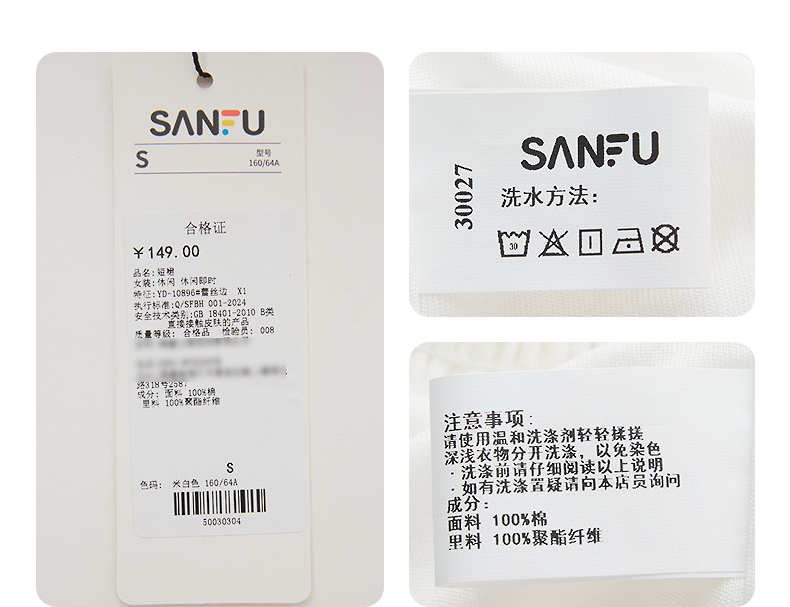 SANFU
S
型号
160/64A
合格证
¥149.00
品名:短裙
女装:休闲 休闲即时
特征:YD-10896#蕾丝边 X1
执行标准:Q/SFBH 001-2024
安全技术类别:GB 18401-2010 B类
直接接触皮肤的产品
质量等级: 合格品 检验员: 008
路318号2587
成分: 面料 100%棉
里料 100%聚酯纤维
S
色码: 米白色 160/64A
50030304
SANFU
30027
洗水方法:
30
注意事项:
请使用温和洗涤剂轻轻揉搓
深浅衣物分开洗涤，以免染色
·洗涤前请仔细阅读以上说明
·如有洗涤置疑请向本店员询问
成分:
面料 100%棉
里料 100%聚酯纤维